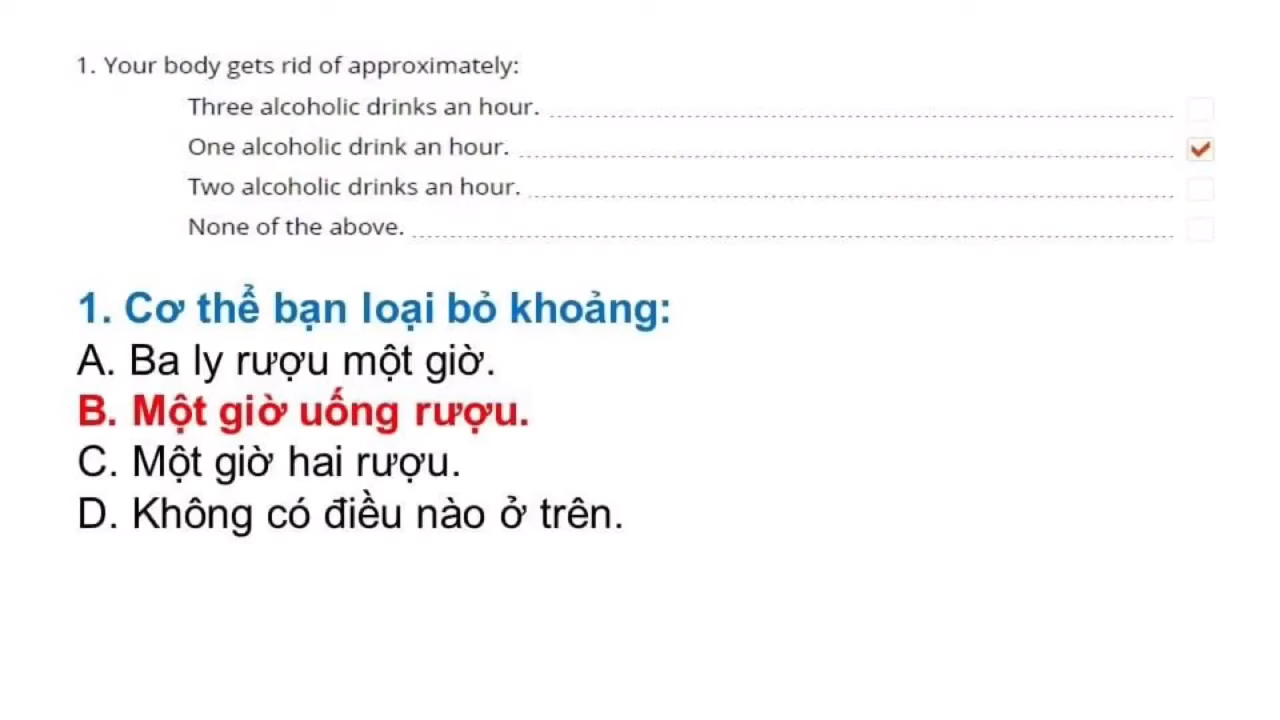 1. Your body gets rid of approximately:
Three alcoholic drinks an hour.
One alcoholic drink an hour.
Two alcoholic drinks an hour.
None of the above.
1. Cơ thể bạn loại bỏ khoảng:
A. Ba ly rượu một giờ.
B. Một giờ uống rượu.
C. Một giờ hai rượu.
D. Không có điều nào ở trên.